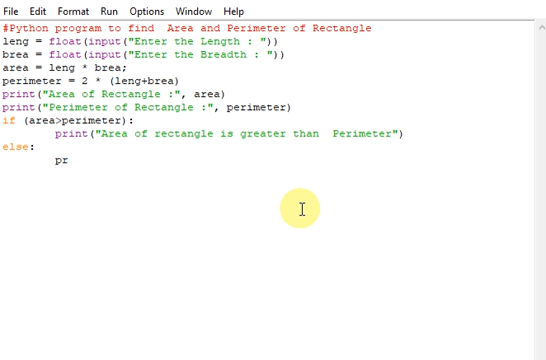 File Edit Format Run Options Window Help
#Python program to find  Area and Perimeter of Rectangle
leng = float(input("Enter the Length : "))
brea = float(input("Enter the Breadth : "))
area = leng * brea;
perimeter = 2 * (leng+brea)
print("Area of Rectangle :", area)
print("Perimeter of Rectangle :", perimeter)
if (area>perimeter):
        print("Area of rectangle is greater than  Perimeter")
else:
        pr